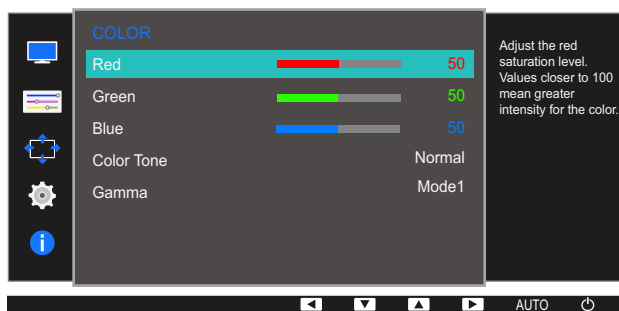 COLOR
Red 50
Green 50
Blue 50
Color Tone Normal
Gamma Mode1
Adjust the red
saturation level.
Values closer to 100
mean greater
intensity for the color.
i
AUTO